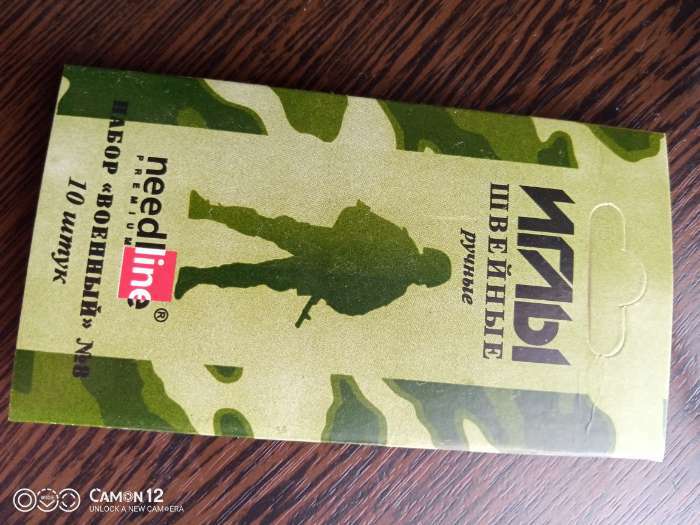 ИГЛЫ
ШВЕЙНЫЕ
ручные
needline®
PREMIUM
НАБОР «ВОЕННЫЙ» №8
10 штук
CAMON 12
UNLOCK A NEW CAMERA